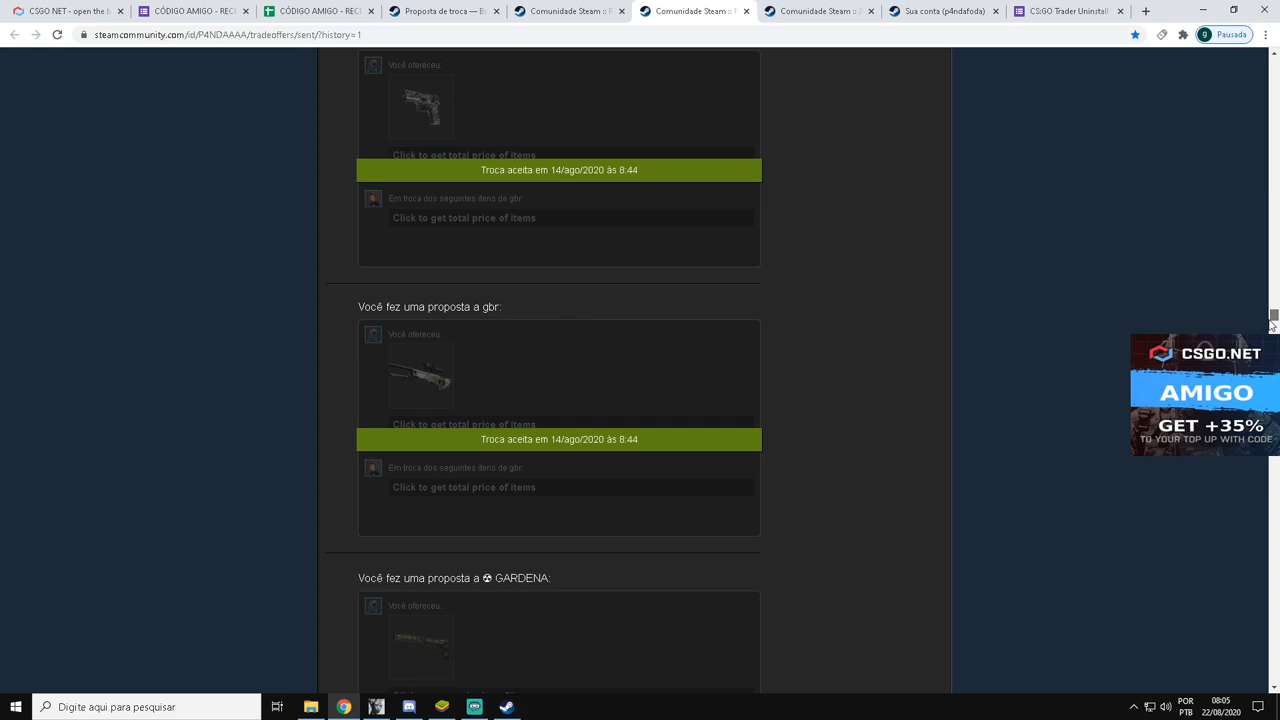 CSGO.NET - open the b
CÓDIGO AMIGO - REC
CÓDIGO AMIGO - REC
Proposta de troca — Bo
Comunidade Steam :: R
Comunidade Steam :: P
Comunidade Steam :: I
Sua conta (p4ndafoda)
CS:GO Trader Uninstall
steamcommunity.com/id/P4NDAAAA/tradeoffers/sent/?history=1
g Pausada
Você ofereceu:
Click to get total price of items
Troca aceita em 14/ago/2020 às 8:44
Em troca dos seguintes itens de gbr:
Click to get total price of items
Você fez uma proposta a gbr:
Você ofereceu:
Click to get total price of items
Troca aceita em 14/ago/2020 às 8:44
Em troca dos seguintes itens de gbr:
Click to get total price of items
Você fez uma proposta a ☢ GARDENA:
Você ofereceu:
CSGO.NET
AMIGO
GET +35%
TO YOUR TOP UP WITH CODE
Digite aqui para pesquisar
POR
PTB
08:05
22/08/2020